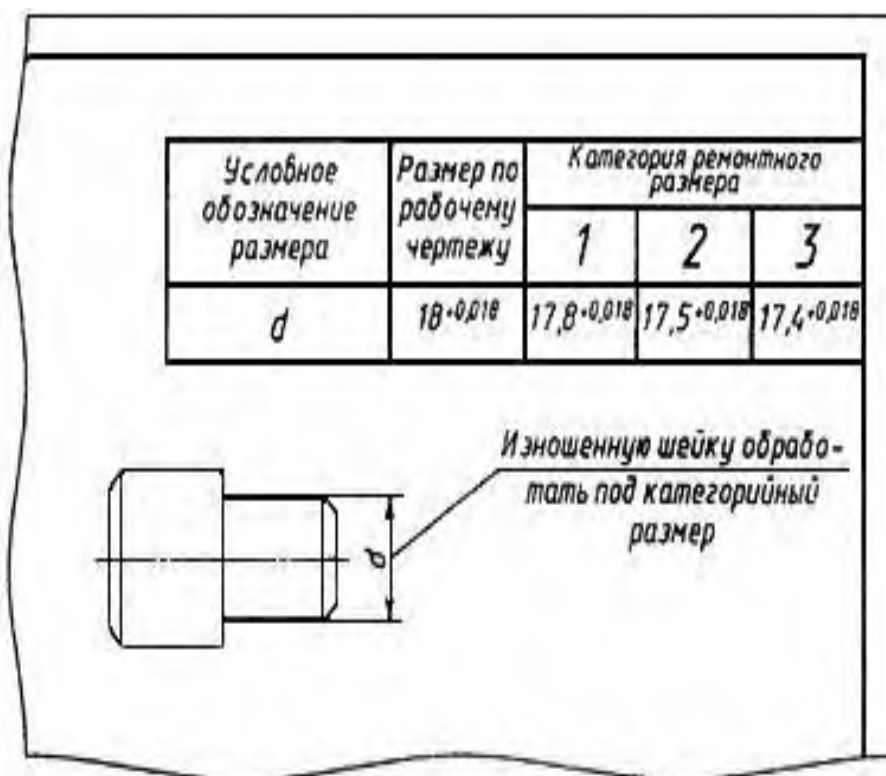 Условное
обозначение
размера
Размер по
рабочему
чертежу
Категория ремонтного
размера
1
2
3
d
18+0,018
17,8+0,018
17,5+0,018
17,4+0,018
Изношенную шейку обрабо-
тать под категорийный
размер
d